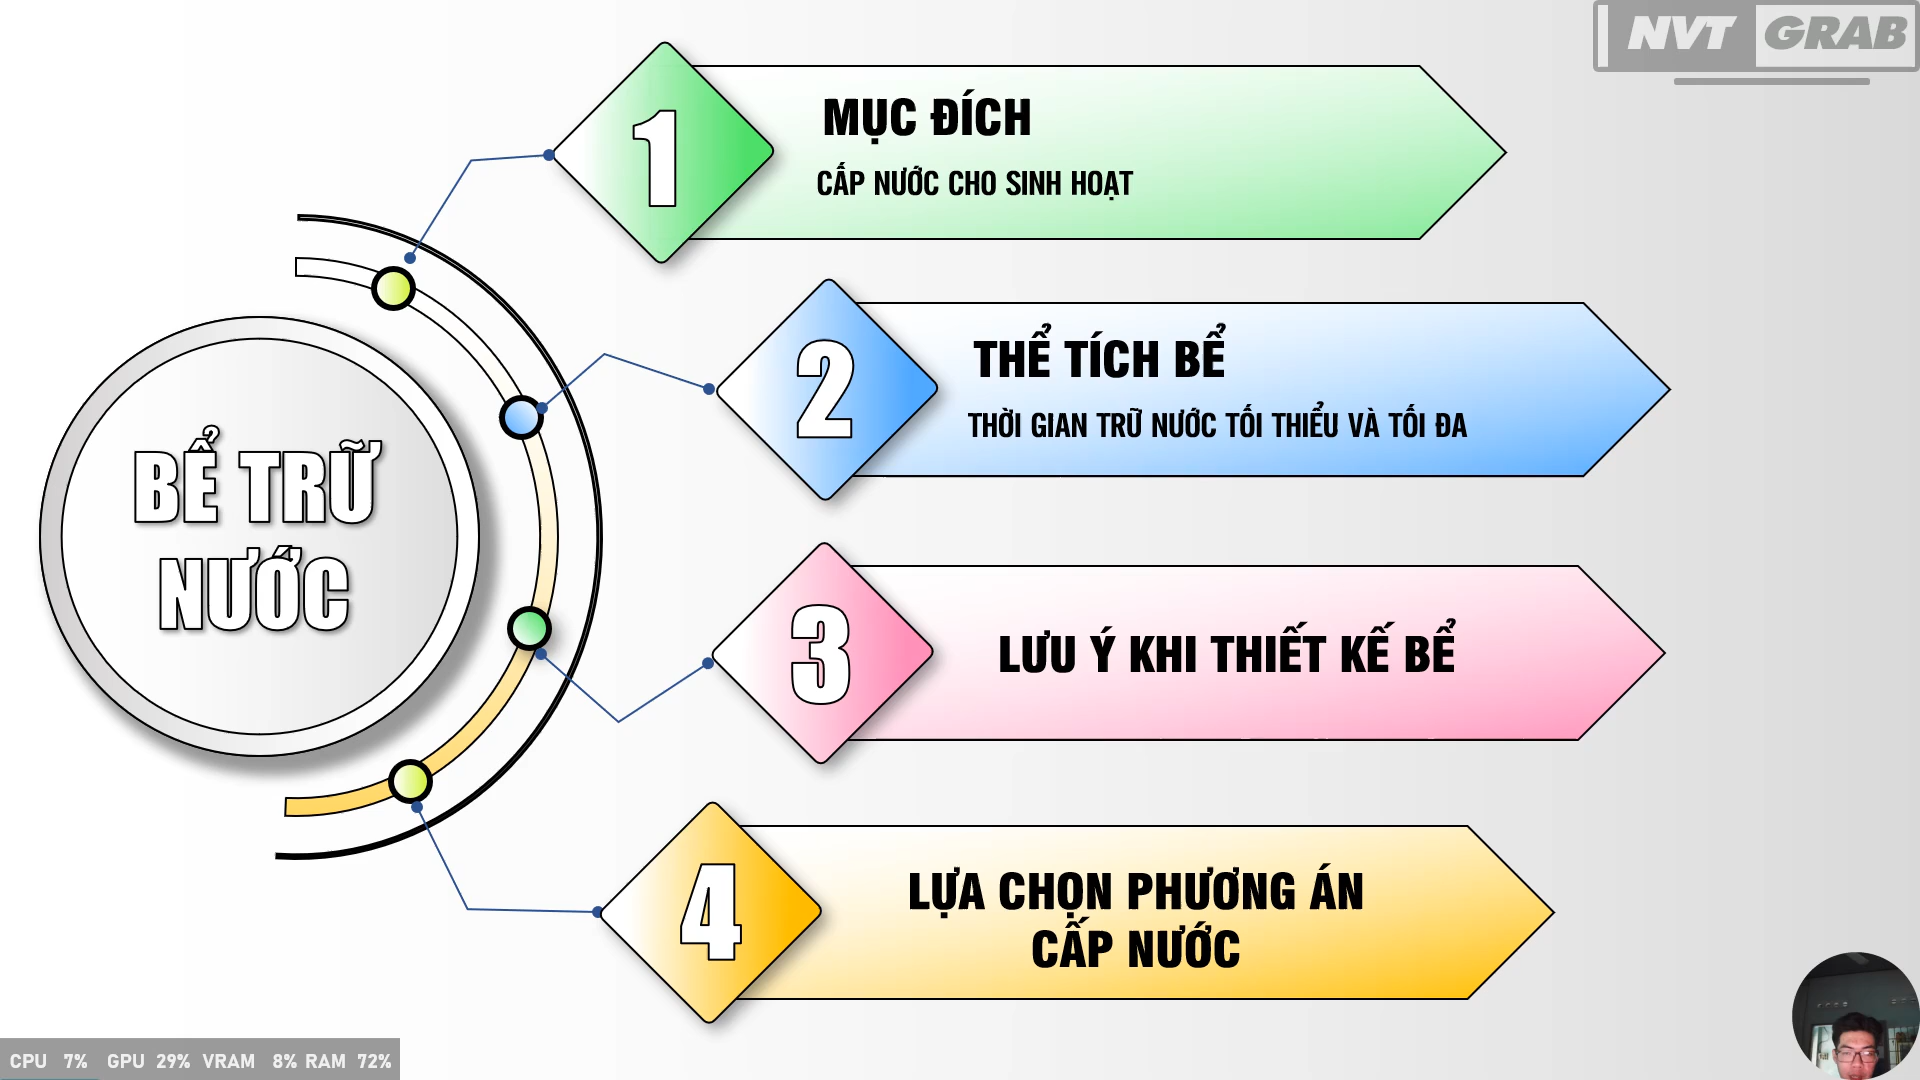 NVT GRAB
1
MỤC ĐÍCH
CẤP NƯỚC CHO SINH HOẠT
2
THỂ TÍCH BỂ
THỜI GIAN TRỮ NƯỚC TỐI THIỂU VÀ TỐI ĐA
BỂ TRỮ
NƯỚC
3
LƯU Ý KHI THIẾT KẾ BỂ
4
LỰA CHỌN PHƯƠNG ÁN
CẤP NƯỚC
CPU 7% GPU 29% VRAM 8% RAM 72%